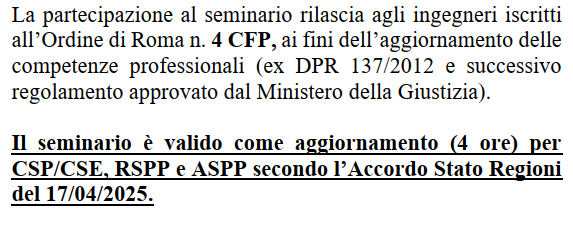 La partecipazione al seminario rilascia agli ingegneri iscritti
all’Ordine di Roma n. 4 CFP, ai fini dell’aggiornamento delle
competenze professionali (ex DPR 137/2012 e successivo
regolamento approvato dal Ministero della Giustizia).
Il seminario è valido come aggiornamento (4 ore) per
CSP/CSE, RSPP e ASPP secondo l’Accordo Stato Regioni
del 17/04/2025.